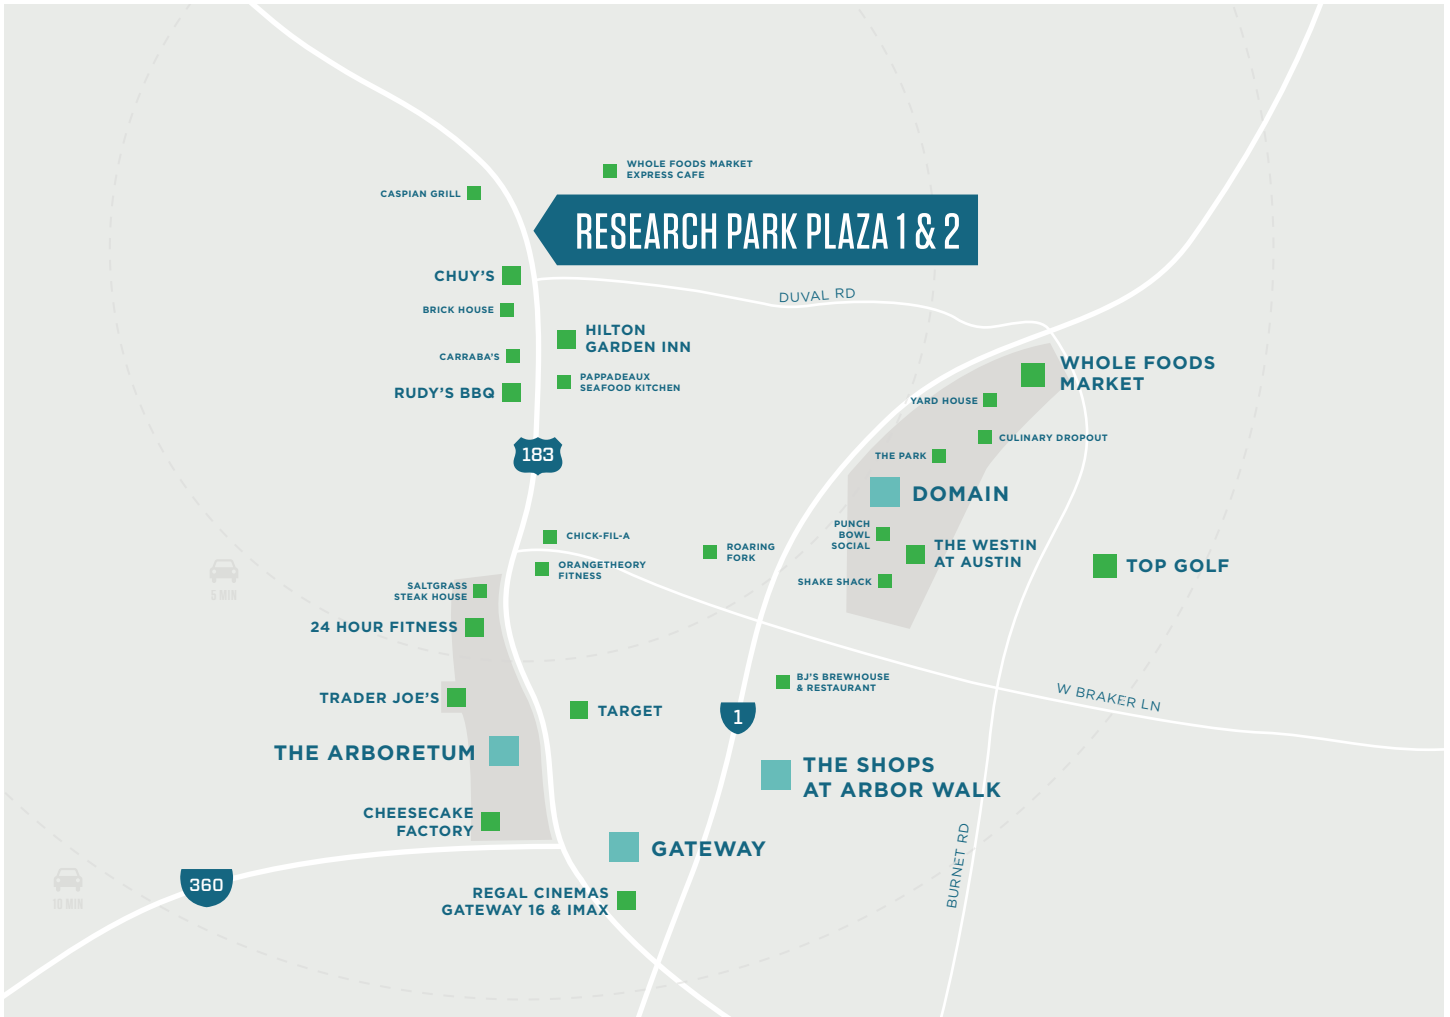 WHOLE FOODS MARKET
EXPRESS CAFE
CASPIAN GRILL
RESEARCH PARK PLAZA 1 & 2
CHUY'S
DUVAL RD
BRICK HOUSE
HILTON
GARDEN INN
CARRABA'S
WHOLE FOODS
MARKET
PAPPADEAUX
SEAFOOD KITCHEN
RUDY'S BBQ
YARD HOUSE
CULINARY DROPOUT
183
THE PARK
DOMAIN
PUNCH
BOWL
SOCIAL
CHICK-FIL-A
ROARING
FORK
THE WESTIN
AT AUSTIN
TOP GOLF
ORANGETHEORY
FITNESS
SHAKE SHACK
5 MIN
SALTGRASS
STEAK HOUSE
24 HOUR FITNESS
BJ'S BREWHOUSE
& RESTAURANT
TRADER JOE'S
W BRAKER LN
TARGET
1
THE ARBORETUM
THE SHOPS
AT ARBOR WALK
CHEESECAKE
FACTORY
GATEWAY
BURNET RD
360
10 MIN
REGAL CINEMAS
GATEWAY 16 & IMAX